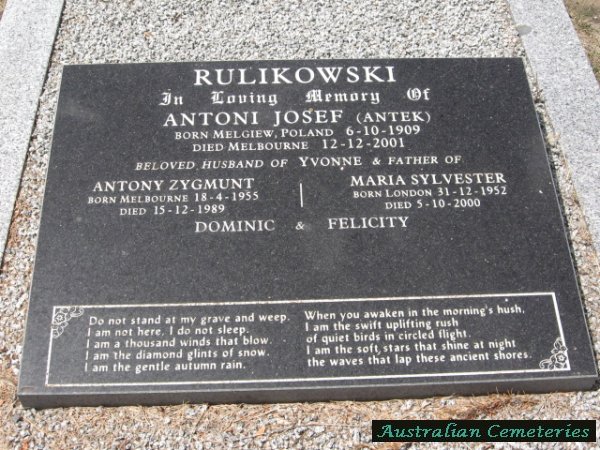 RULIKOWSKI
In Loving Memory Of
ANTONI JOSEF (ANTEK)
BORN MELGIEW, POLAND 6-10-1909
DIED MELBOURNE 12-12-2001
BELOVED HUSBAND OF YVONNE & FATHER OF
ANTONY ZYGMUNT
BORN MELBOURNE 18-4-1955
DIED 15-12-1989
MARIA SYLVESTER
BORN LONDON 31-12-1952
DIED 5-10-2000
DOMINIC & FELICITY
Do not stand at my grave and weep.
I am not here, I do not sleep.
I am a thousand winds that blow.
I am the diamond glints of snow.
I am the gentle autumn rain.
When you awaken in the morning's hush,
I am the swift uplifting rush
of quiet birds in circled flight.
I am the soft stars that shine at night
the waves that lap these ancient shores.
Australian Cemeteries